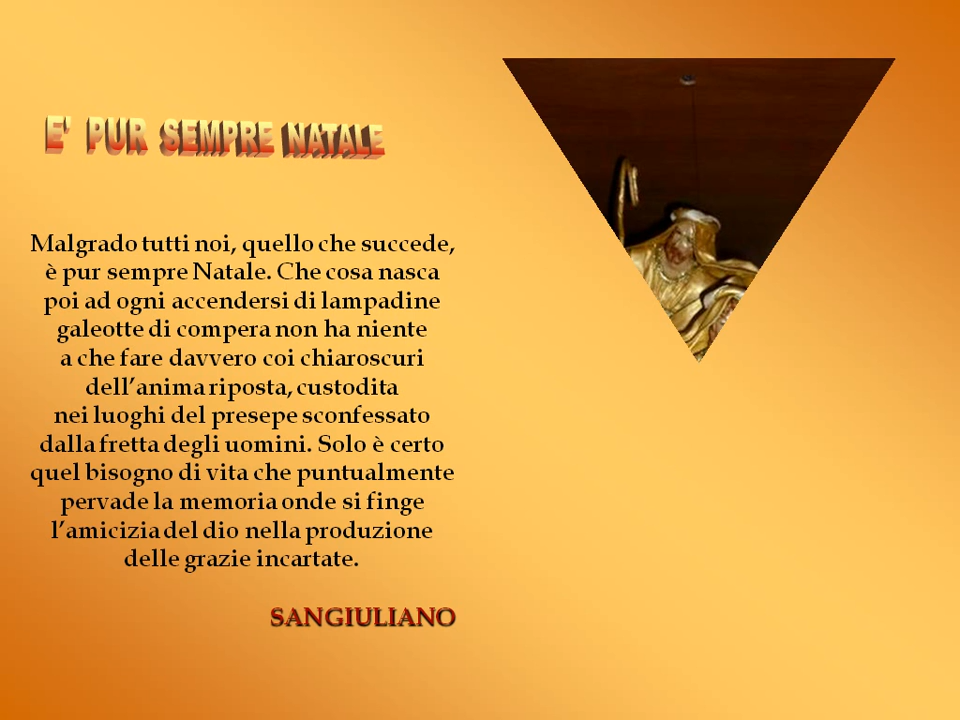 E' PUR SEMPRE NATALE
Malgrado tutti noi, quello che succede,
è pur sempre Natale. Che cosa nasca
poi ad ogni accendersi di lampadine
galeotte di compera non ha niente
a che fare davvero coi chiaroscuri
dell’anima riposta, custodita
nei luoghi del presepe sconfessato
dalla fretta degli uomini. Solo è certo
quel bisogno di vita che puntualmente
pervade la memoria onde si finge
l’amicizia del dio nella produzione
delle grazie incartate.
SANGIULIANO